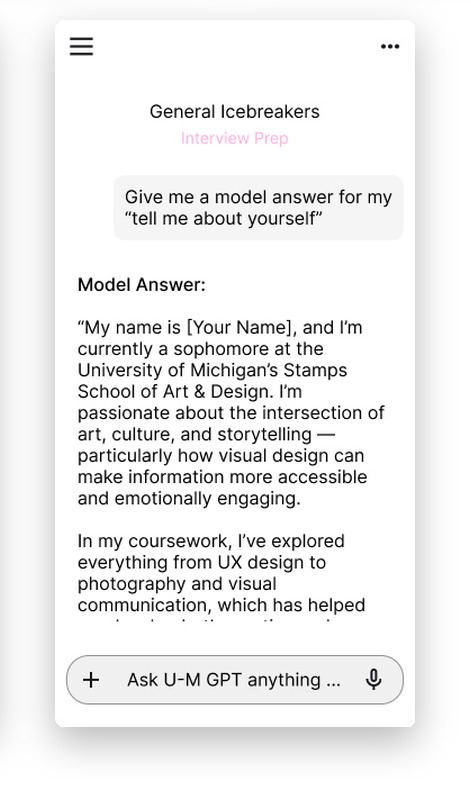 General Icebreakers
Interview Prep
Give me a model answer for my
“tell me about yourself”
Model Answer:
“My name is [Your Name], and I’m
currently a sophomore at the
University of Michigan’s Stamps
School of Art & Design. I’m
passionate about the intersection of
art, culture, and storytelling —
particularly how visual design can
make information more accessible
and emotionally engaging.
In my coursework, I’ve explored
everything from UX design to
photography and visual
communication, which has helped
Ask U-M GPT anything ...